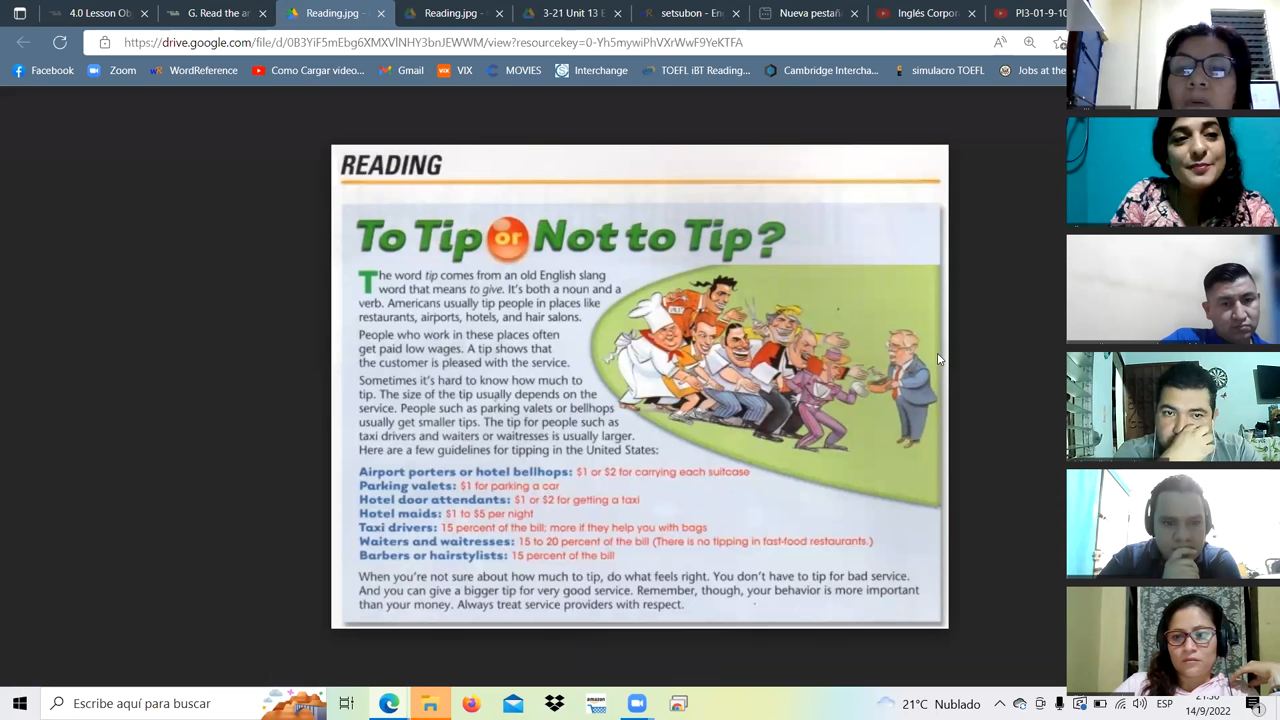 4.0 Lesson Obj
G. Read the ar
Reading.jpg -
Reading.jpg -
3-21 Unit 13 E
setsubon - En
Nueva pestañ
Inglés Com
PI3-01-9-10
https://drive.google.com/file/d/0B3YiF5mEbg6XMXVlNHY3bnJEWWM/view?resourcekey=0-Yh5mywiPhVXrWwF9YeKTFA
Facebook
Zoom
WordReference
Como Cargar video...
Gmail
VIX
MOVIES
Interchange
TOEFL iBT Reading...
Cambridge Intercha...
simulacro TOEFL
Jobs at the
READING
To Tip or Not to Tip?
The word tip comes from an old English slang
word that means to give. It's both a noun and a
verb. Americans usually tip people in places like
restaurants, airports, hotels, and hair salons.
People who work in these places often
get paid low wages. A tip shows that
the customer is pleased with the service.
Sometimes it's hard to know how much to
tip. The size of the tip usually depends on the
service. People such as parking valets or bellhops
usually get smaller tips. The tip for people such as
taxi drivers and waiters or waitresses is usually larger.
Here are a few guidelines for tipping in the United States:
Airport porters or hotel bellhops: $1 or $2 for carrying each suitcase
Parking valets: $1 for parking a car
Hotel door attendants: $1 or $2 for getting a taxi
Hotel maids: $1 to $5 per night
Taxi drivers: 15 percent of the bill; more if they help you with bags
Waiters and waitresses: 15 to 20 percent of the bill (There is no tipping in fast-food restaurants.)
Barbers or hairstylists: 15 percent of the bill
When you're not sure about how much to tip, do what feels right. You don't have to tip for bad service.
And you can give a bigger tip for very good service. Remember, though, your behavior is more important
than your money. Always treat service providers with respect.
Escribe aquí para buscar
amazon
21°C Nublado
ESP
14/9/2022